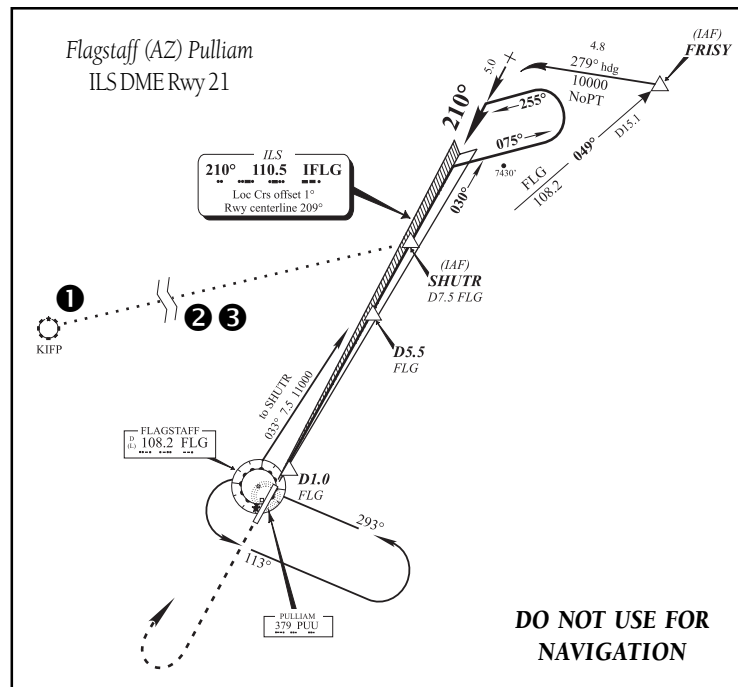 Flagstaff (AZ) Pulliam
ILS DME Rwy 21
(IAF)
FRISY
4.8
279° hdg
10000
NoPT
5.0
210°
255°
075°
7430'
FLG
108.2
049°
D15.1
030°
ILS
210° 110.5 IFLG
Loc Crs offset 1°
Rwy centerline 209°
(IAF)
SHUTR
D7.5 FLG
1
2 3
KIFP
D5.5
FLG
to SHUTR
033° 7.5 11000
FLAGSTAFF
D
(L) 108.2 FLG
D1.0
FLG
293°
113°
PULLIAM
379 PUU
DO NOT USE FOR
NAVIGATION